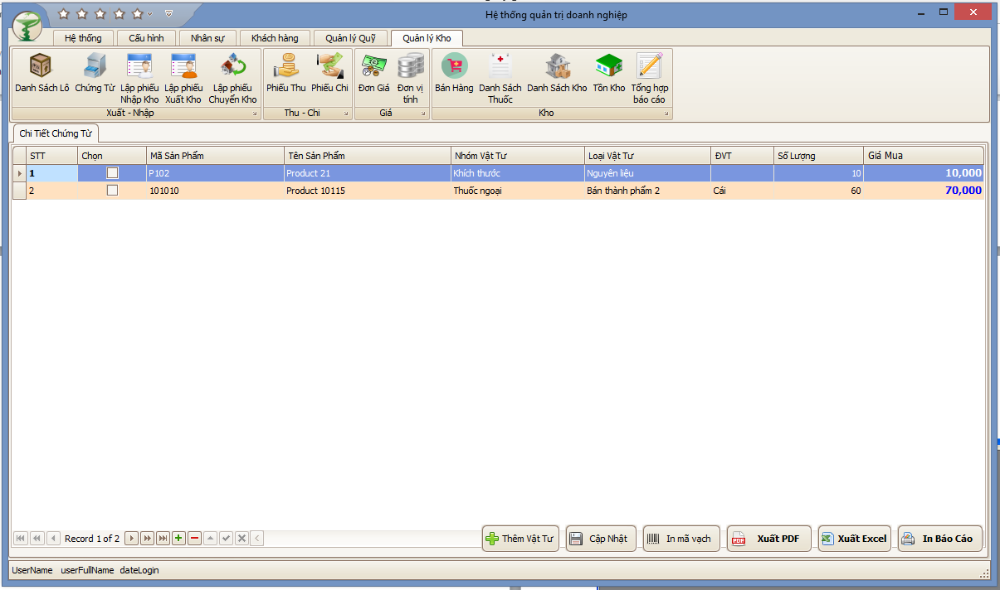 Hệ thống quản trị doanh nghiệp
Hệ thống Cấu hình Nhân sự Khách hàng Quản lý Quỹ Quản lý Kho
Danh Sách Lô Chứng Từ Lập phiếu Nhập Kho Lập phiếu Xuất Kho Lập phiếu Chuyển Kho Phiếu Thu Phiếu Chi Đơn Giá Đơn vị tính Bán Hàng Danh Sách Thuốc Danh Sách Kho Tồn Kho Tổng hợp báo cáo
Xuất - Nhập Thu - Chi Giá Kho
Chi Tiết Chứng Từ
STT Chọn Mã Sản Phẩm Tên Sản Phẩm Nhóm Vật Tư Loại Vật Tư ĐVT Số Lượng Giá Mua
1 P102 Product 21 Khích thước Nguyên liệu 10 10,000
2 101010 Product 10115 Thuốc ngoại Bán thành phẩm 2 Cái 60 70,000
Record 1 of 2 Thêm Vật Tư Cập Nhật In mã vạch Xuất PDF Xuất Excel In Báo Cáo
UserName userFullName dateLogin